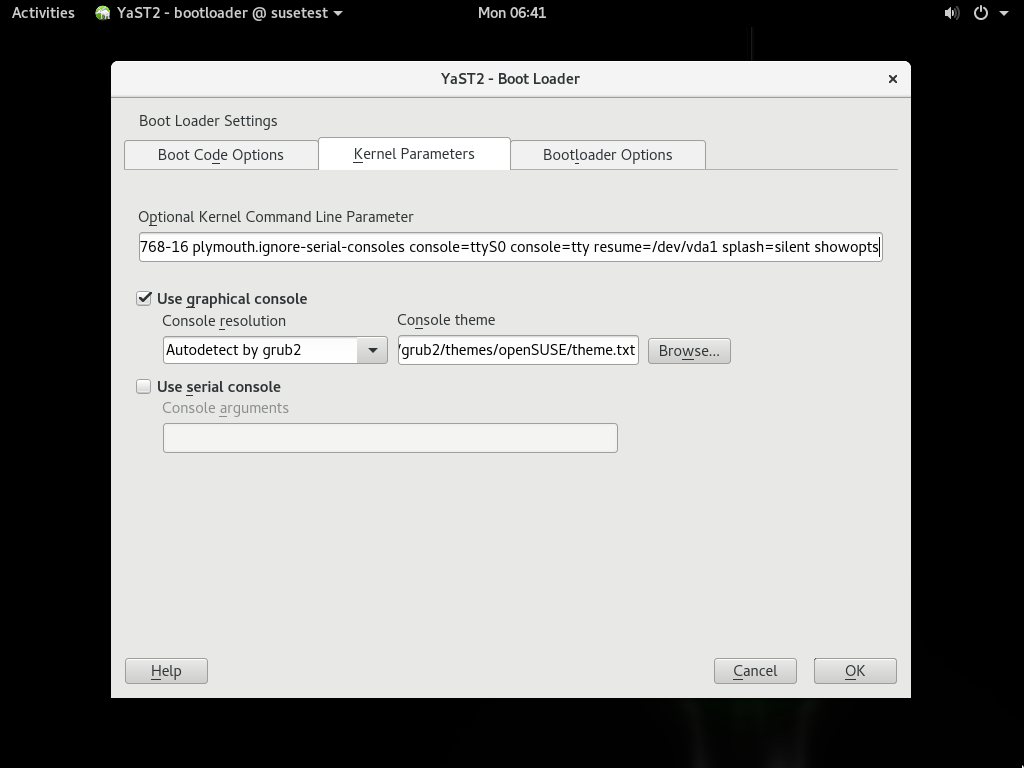 Activities YaST2 - bootloader @ susetest Mon 06:41
YaST2 - Boot Loader
Boot Loader Settings
Boot Code Options Kernel Parameters Bootloader Options
Optional Kernel Command Line Parameter
768-16 plymouth.ignore-serial-consoles console=ttyS0 console=tty resume=/dev/vda1 splash=silent showopts
Use graphical console
Console resolution Console theme
Autodetect by grub2 /grub2/themes/openSUSE/theme.txt Browse...
Use serial console
Console arguments
Help Cancel OK